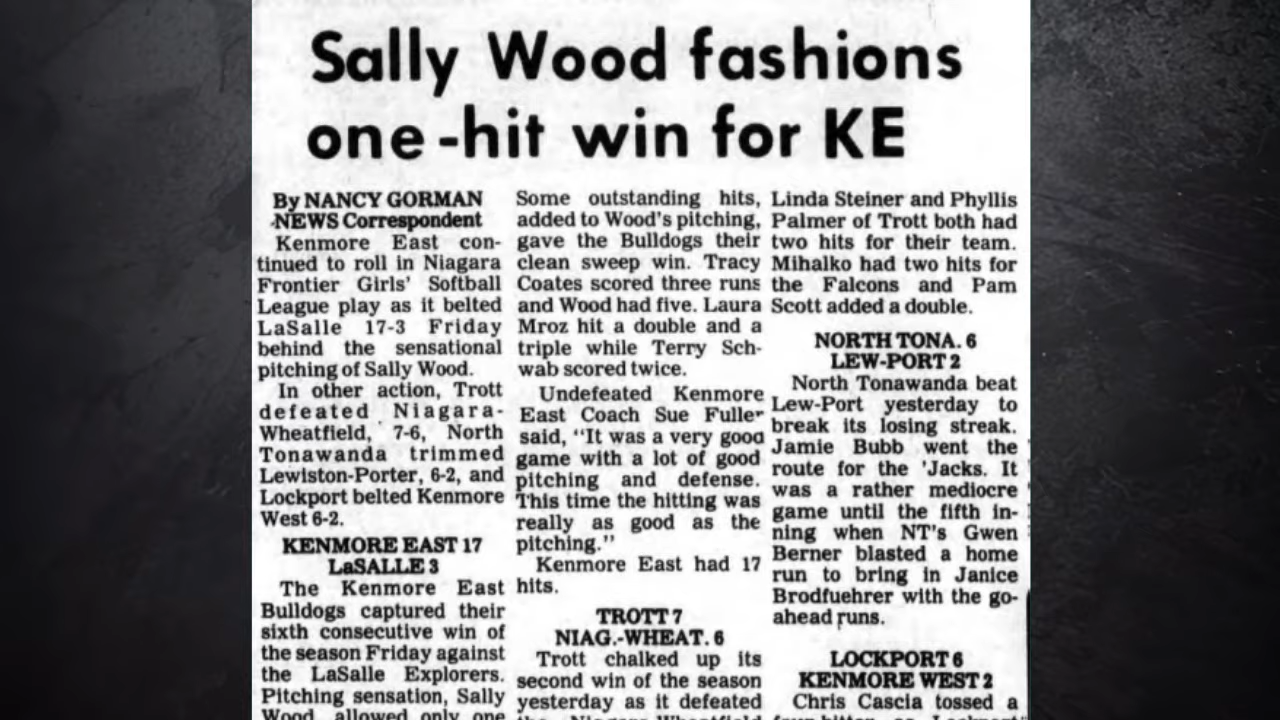 Sally Wood fashions
one-hit win for KE
By NANCY GORMAN
NEWS Correspondent
Kenmore East con-
tinued to roll in Niagara
Frontier Girls' Softball
League play as it belted
LaSalle 17-3 Friday
behind the sensational
pitching of Sally Wood.
In other action, Trott
defeated Niagara-
Wheatfield, 7-6, North
Tonawanda trimmed
Lewiston-Porter, 6-2, and
Lockport belted Kenmore
West 6-2.
KENMORE EAST 17
LaSALLE 3
The Kenmore East
Bulldogs captured their
sixth consecutive win of
the season Friday against
the LaSalle Explorers.
Pitching sensation, Sally
Wood, allowed only one
Some outstanding hits,
added to Wood's pitching,
gave the Bulldogs their
clean sweep win. Tracy
Coates scored three runs
and Wood had five. Laura
Mroz hit a double and a
triple while Terry Sch-
wab scored twice.
Undefeated Kenmore
East Coach Sue Fuller
said, "It was a very good
game with a lot of good
pitching and defense.
This time the hitting was
really as good as the
pitching."
Kenmore East had 17
hits.
TROTT 7
NIAG.-WHEAT. 6
Trott chalked up its
second win of the season
yesterday as it defeated
the Niagara-Wheatfield
Linda Steiner and Phyllis
Palmer of Trott both had
two hits for their team.
Mihalko had two hits for
the Falcons and Pam
Scott added a double.
NORTH TONA. 6
LEW-PORT 2
North Tonawanda beat
Lew-Port yesterday to
break its losing streak.
Jamie Bubb went the
route for the 'Jacks. It
was a rather mediocre
game until the fifth in-
ning when NT's Gwen
Berner blasted a home
run to bring in Janice
Brodfuehrer with the go-
ahead runs.
LOCKPORT 6
KENMORE WEST 2
Chris Cascia tossed a
four-hitter as Lockport